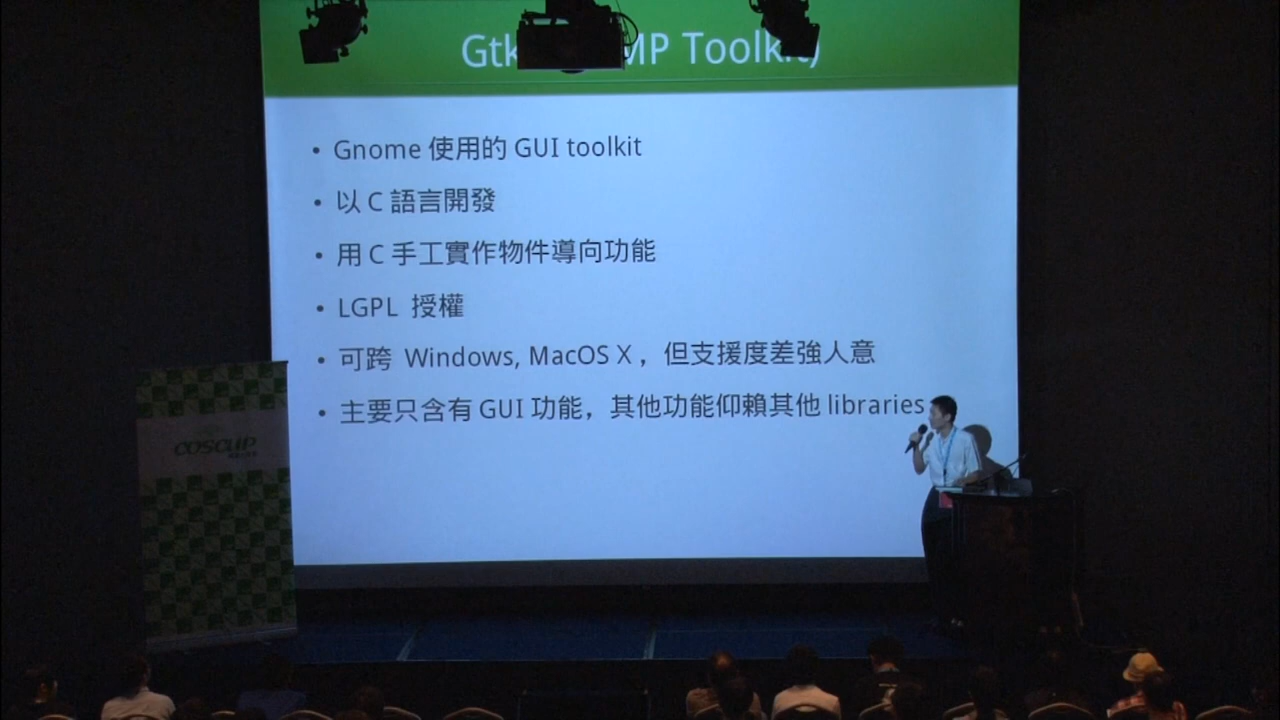 Gtk MP Toolkit)
• Gnome 使用的 GUI toolkit
• 以 C 語言開發
• 用 C 手工實作物件導向功能
• LGPL 授權
• 可跨 Windows, MacOS X , 但支援度差強人意
• 主要只含有 GUI 功能, 其他功能仰賴其他 libraries
COSCUP